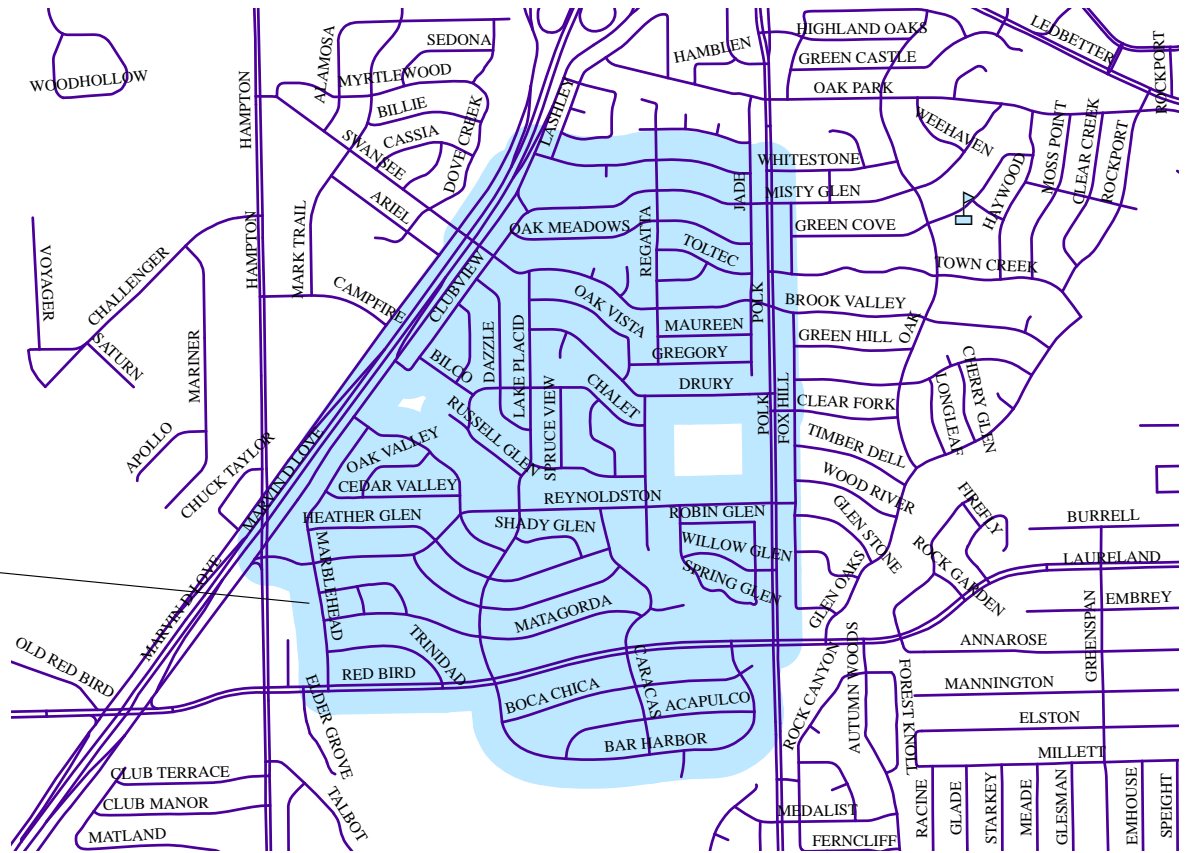 HIGHLAND OAKS
LEDBETTER
ALAMOSA
SEDONA
HAMBLEN
GREEN CASTLE
ROCKPORT
WOODHOLLOW
MYRTLEWOOD
OAK PARK
HAMPTON
BILLIE
LASHLEY
WEEHAVEN
CASSIA
DOVE CREEK
MOSS POINT
CLEAR CREEK
ROCKPORT
SWANSEE
WHITESTONE
HAYWOOD
JADE
MISTY GLEN
ARIEL
OAK MEADOWS
REGATTA
GREEN COVE
VOYAGER
CHALLENGER
HAMPTON
MARK TRAIL
TOLTEC
TOWN CREEK
CAMPFIRE
CLUBVIEW
OAK VISTA
POLK
BROOK VALLEY
MAUREEN
GREEN HILL
OAK
SATURN
MARINER
BILCO
DAZZLE
LAKE PLACID
GREGORY
CHERRY GLEN
LONGLEAF
CHALET
DRURY
RUSSELL GLEN
SPRUCE VIEW
POLK
FOX HILL
CLEAR FORK
APOLLO
CHUCK TAYLOR
MARVIN D LOVE
OAK VALLEY
TIMBER DELL
CEDAR VALLEY
REYNOLDSTON
WOOD RIVER
FIREFLY
HEATHER GLEN
SHADY GLEN
ROBIN GLEN
GLEN STONE
BURRELL
WILLOW GLEN
ROCK GARDEN
LAURELAND
MARBLEHEAD
SPRING GLEN
GLEN OAKS
MARVIN D LOVE
MATAGORDA
GREENSPAN
EMBREY
TRINIDAD
ANNAROSE
OLD RED BIRD
RED BIRD
CARACAS
ROCK CANYON
AUTUMN WOODS
FOREST KNOLL
MANNINGTON
ELDER GROVE
BOCA CHICA
ACAPULCO
ELSTON
BAR HARBOR
MILLETT
CLUB TERRACE
CLUB MANOR
TALBOT
MEDALIST
RACINE
GLADE
STARKEY
MEADE
GLESMAN
EMHOUSE
SPEIGHT
MATLAND
FERNCLIFF